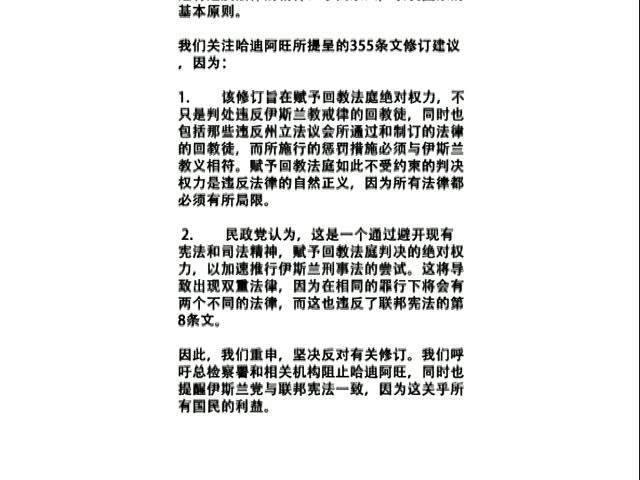 基本原则。
我们关注哈迪阿旺所提呈的355条文修订建议
，因为：
1. 该修订旨在赋予回教法庭绝对权力，不
只是判处违反伊斯兰教戒律的回教徒，同时也
包括那些违反州立法议会所通过和制订的法律
的回教徒，而所施行的惩罚措施必须与伊斯兰
教义相符。赋予回教法庭如此不受约束的判决
权力是违反法律的自然正义，因为所有法律都
必须有所局限。
2. 民政党认为，这是一个通过避开现有
宪法和司法精神，赋予回教法庭判决的绝对权
力，以加速推行伊斯兰刑事法的尝试。这将导
致出现双重法律，因为在相同的罪行下将会有
两个不同的法律，而这也违反了联邦宪法的第
8条文。
因此，我们重申，坚决反对有关修订。我们呼
吁总检察署和相关机构阻止哈迪阿旺，同时也
提醒伊斯兰党与联邦宪法一致，因为这关乎所
有国民的利益。